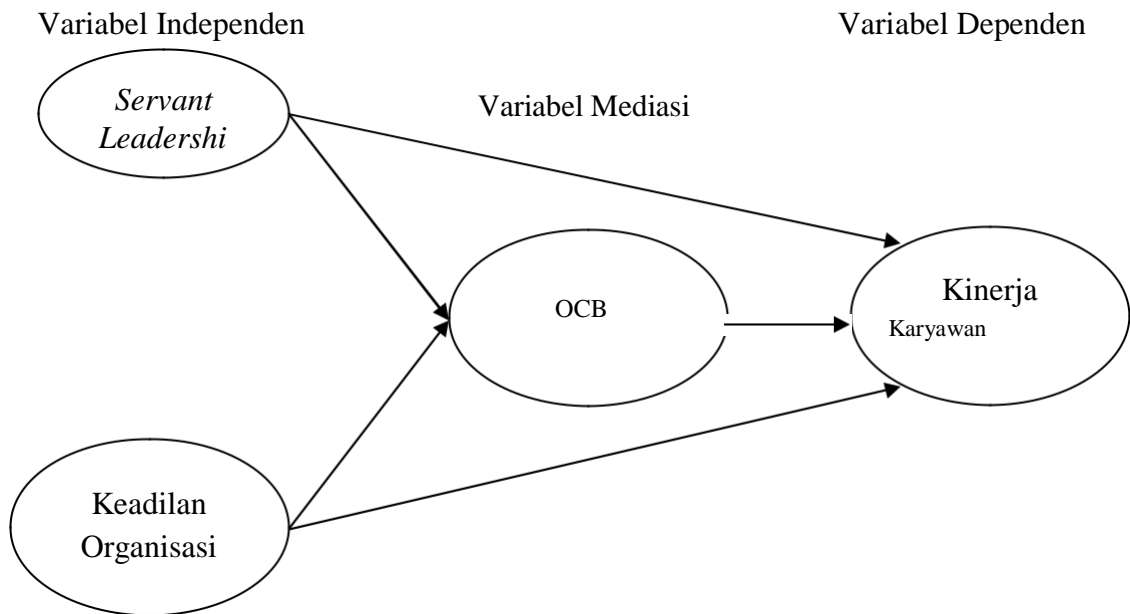 Variabel Independen
Variabel Dependen
Servant
Leadershi
Variabel Mediasi
OCB
Kinerja
Karyawan
Keadilan
Organisasi